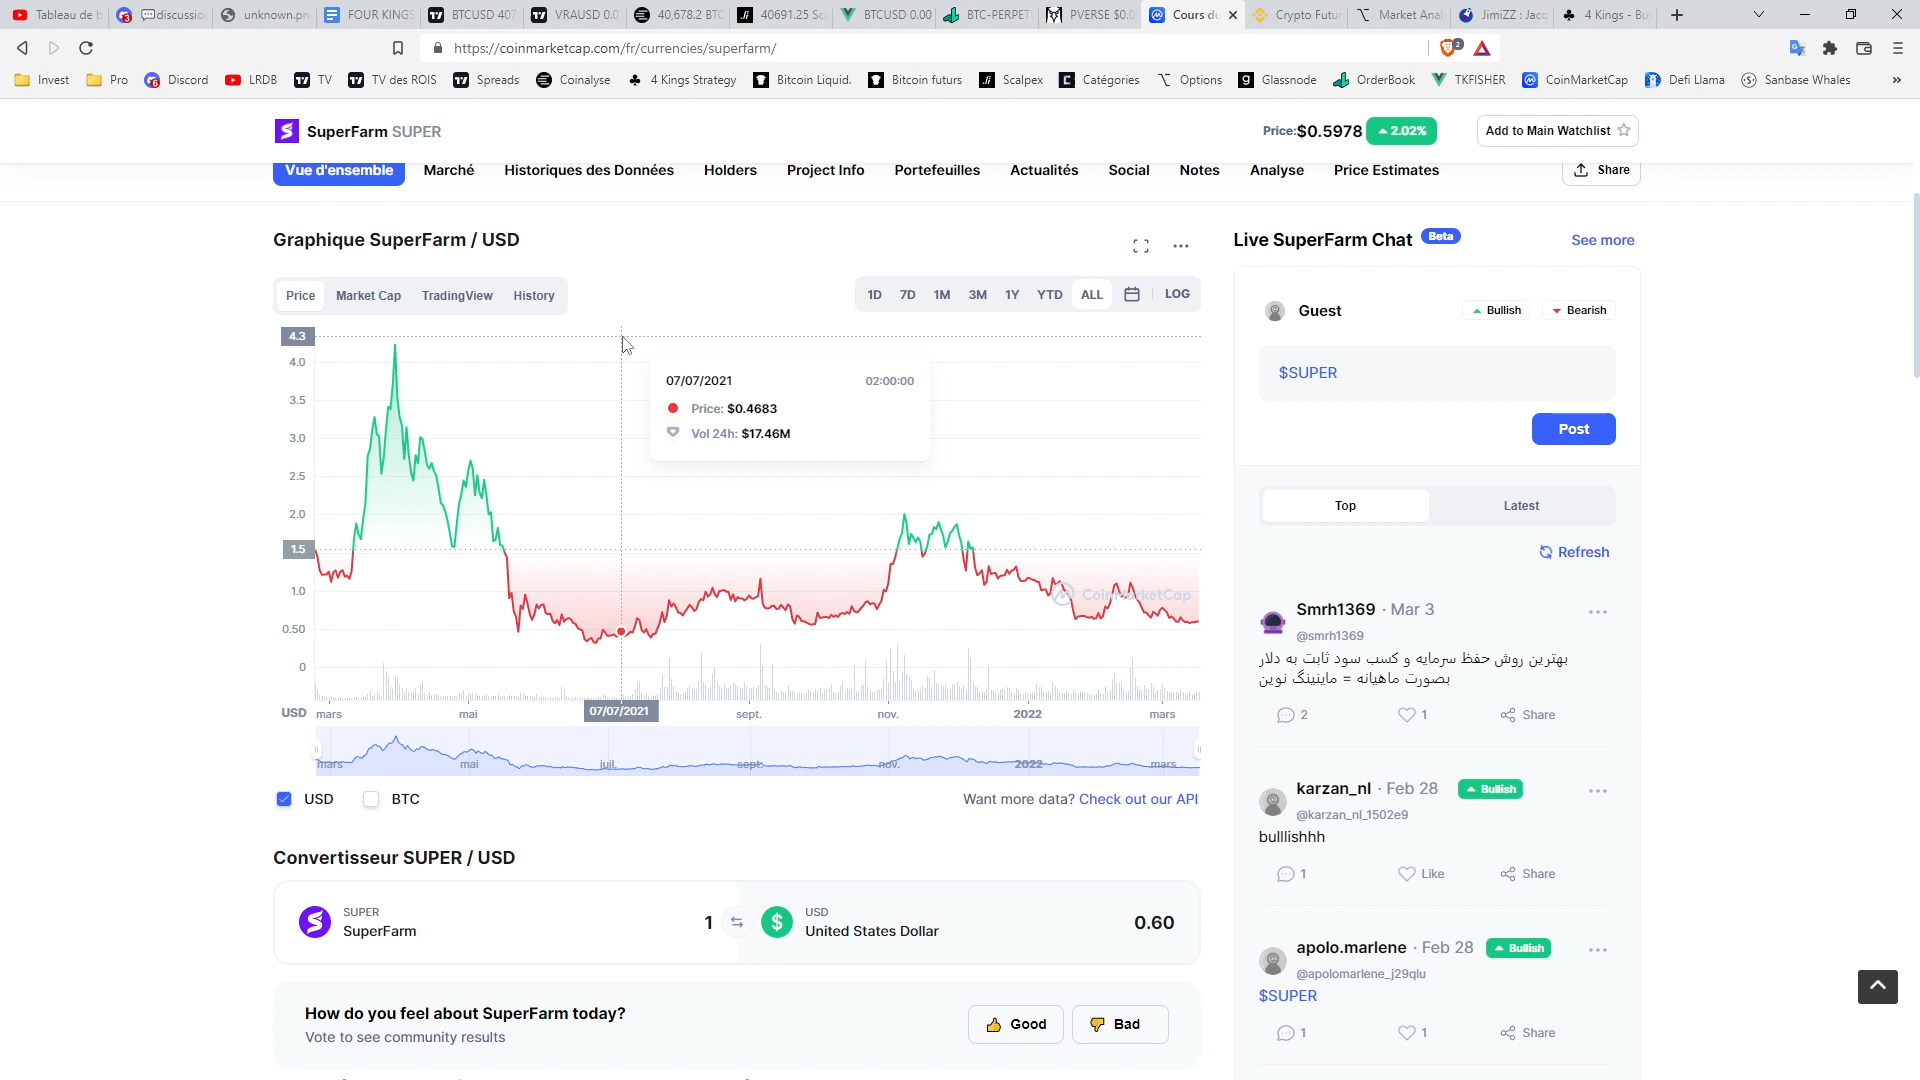 Tableau de b
discussio
unknown.pn
FOUR KINGS
BTCUSD 407
VRAUSD 0.0
40,678.2 BTC
40691.25 Sca
BTCUSD 0.00
BTC-PERPET
PVERSE $0.0
Cours du
Crypto Futur
Market Anal
JimiZZ : Jacq
4 Kings - Bu
https://coinmarketcap.com/fr/currencies/superfarm/
2
Invest
Pro
Discord
LRDB
TV
TV des ROIS
Spreads
Coinalyse
4 Kings Strategy
Bitcoin Liquid.
Bitcoin futurs
Scalpex
Catégories
Options
Glassnode
OrderBook
TKFISHER
CoinMarketCap
Defi Llama
Sanbase Whales
»
SuperFarm SUPER
Price:$0.5978
2.02%
Add to Main Watchlist
Vue d'ensemble
Marché
Historiques des Données
Holders
Project Info
Portefeuilles
Actualités
Social
Notes
Analyse
Price Estimates
Share
Graphique SuperFarm / USD
Price
Market Cap
TradingView
History
1D
7D
1M
3M
1Y
YTD
ALL
LOG
4.3
4.0
3.5
3.0
2.5
2.0
1.5
1.0
0.50
0
07/07/2021 02:00:00
Price: $0.4683
Vol 24h: $17.46M
CoinMarketCap
USD
mars
mai
07/07/2021
sept.
nov.
2022
mars
mars
mai
juil.
sept.
nov.
2022
mars
USD
BTC
Want more data? Check out our API
Convertisseur SUPER / USD
SUPER
SuperFarm
1
USD
United States Dollar
0.60
How do you feel about SuperFarm today?
Vote to see community results
Good
Bad
Live SuperFarm Chat
Beta
See more
Guest
Bullish
Bearish
$SUPER
Post
Top
Latest
Refresh
Smrh1369 · Mar 3
@smrh1369
بهترین روش حفظ سرمایه و کسب سود ثابت به دلار
بصورت ماهیانه = ماینینگ نوین
2
1
Share
karzan_nl · Feb 28
Bullish
@karzan_nl_1502e9
bulllishhh
1
Like
Share
apolo.marlene · Feb 28
Bullish
@apolomarlene_j29qlu
$SUPER
1
1
Share